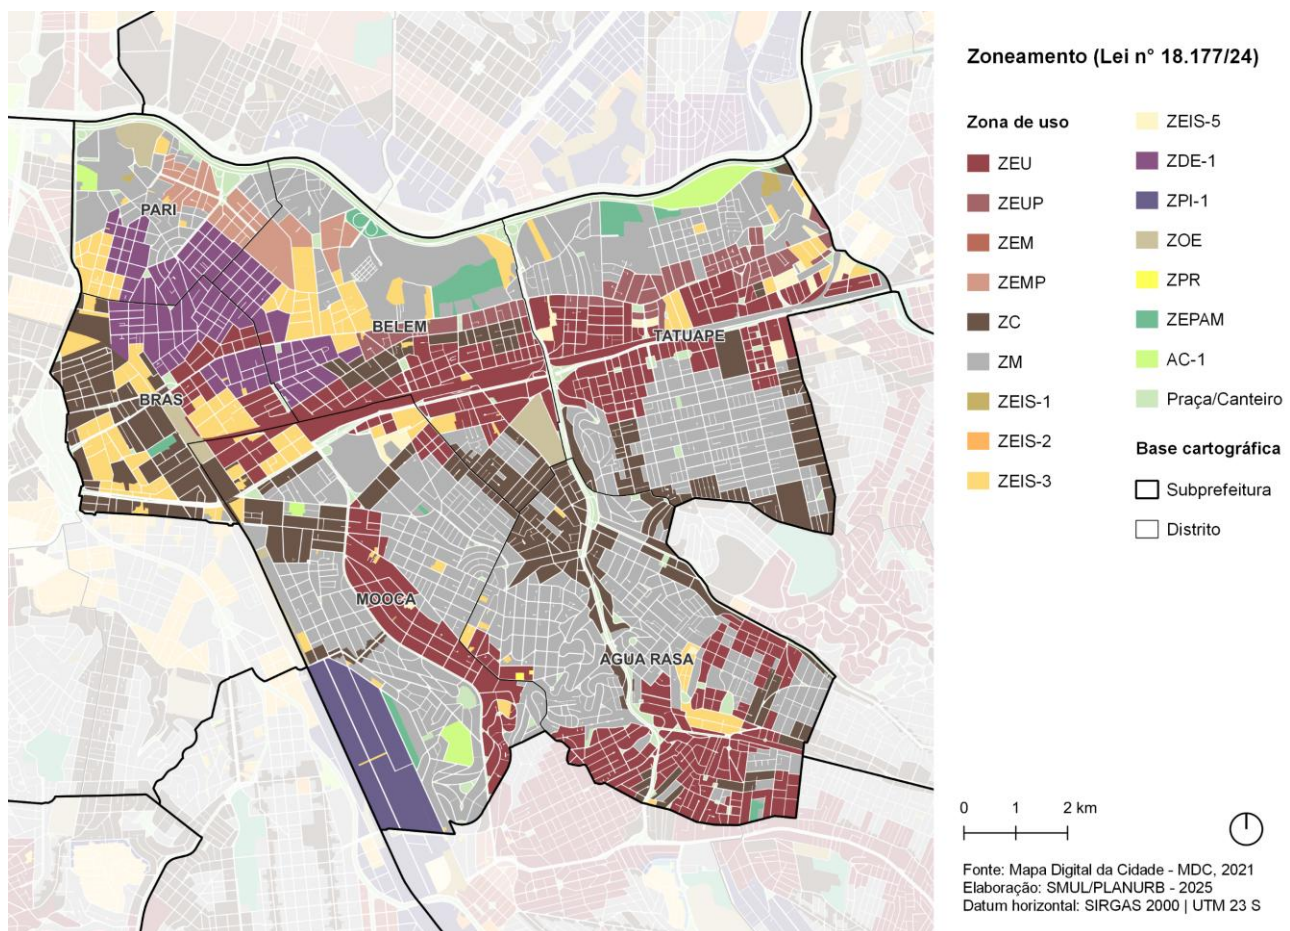 PARI
BELEM
TATUAPE
BRAS
MOOCA
AGUA RASA
Zoneamento (Lei n° 18.177/24)
Zona de uso
ZEU
ZEUP
ZEM
ZEMP
ZC
ZM
ZEIS-1
ZEIS-2
ZEIS-3
ZEIS-5
ZDE-1
ZPI-1
ZOE
ZPR
ZEPAM
AC-1
Praça/Canteiro
Base cartográfica
Subprefeitura
Distrito
0 1 2 km
Fonte: Mapa Digital da Cidade - MDC, 2021
Elaboração: SMUL/PLANURB - 2025
Datum horizontal: SIRGAS 2000 | UTM 23 S